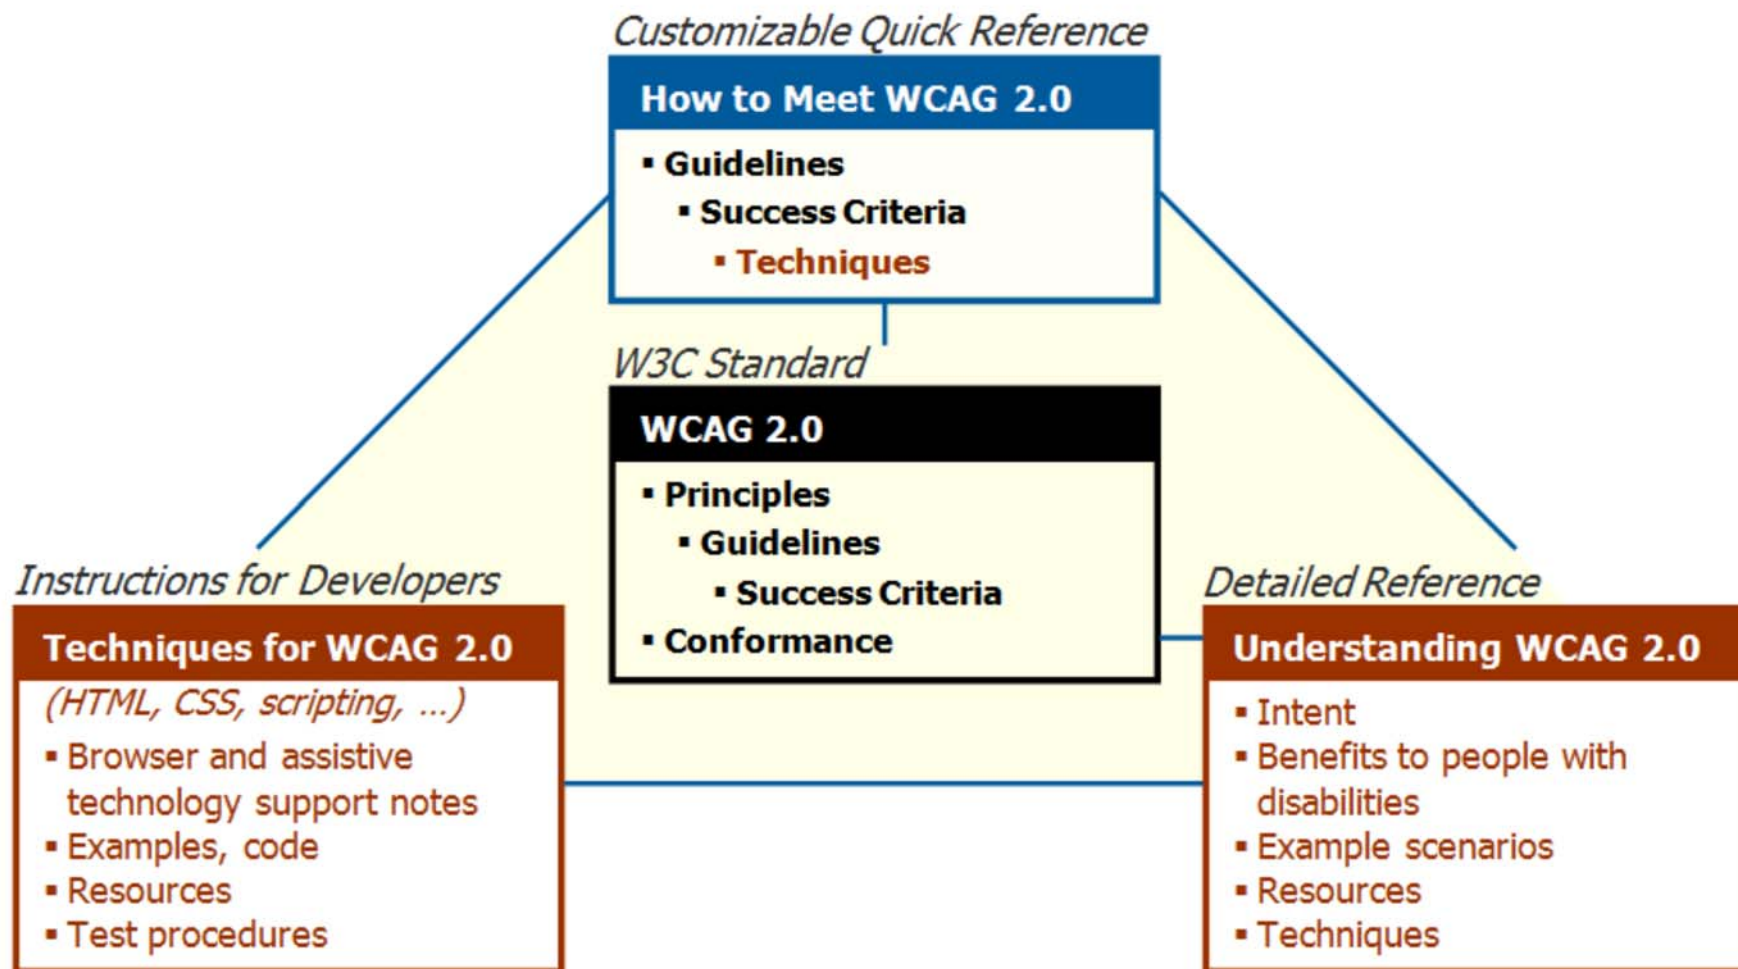 Customizable Quick Reference
How to Meet WCAG 2.0
▪ Guidelines
▪ Success Criteria
▪ Techniques
W3C Standard
WCAG 2.0
▪ Principles
▪ Guidelines
▪ Success Criteria
▪ Conformance
Instructions for Developers
Techniques for WCAG 2.0
(HTML, CSS, scripting, ...)
▪ Browser and assistive
technology support notes
▪ Examples, code
▪ Resources
▪ Test procedures
Detailed Reference
Understanding WCAG 2.0
▪ Intent
▪ Benefits to people with
disabilities
▪ Example scenarios
▪ Resources
▪ Techniques